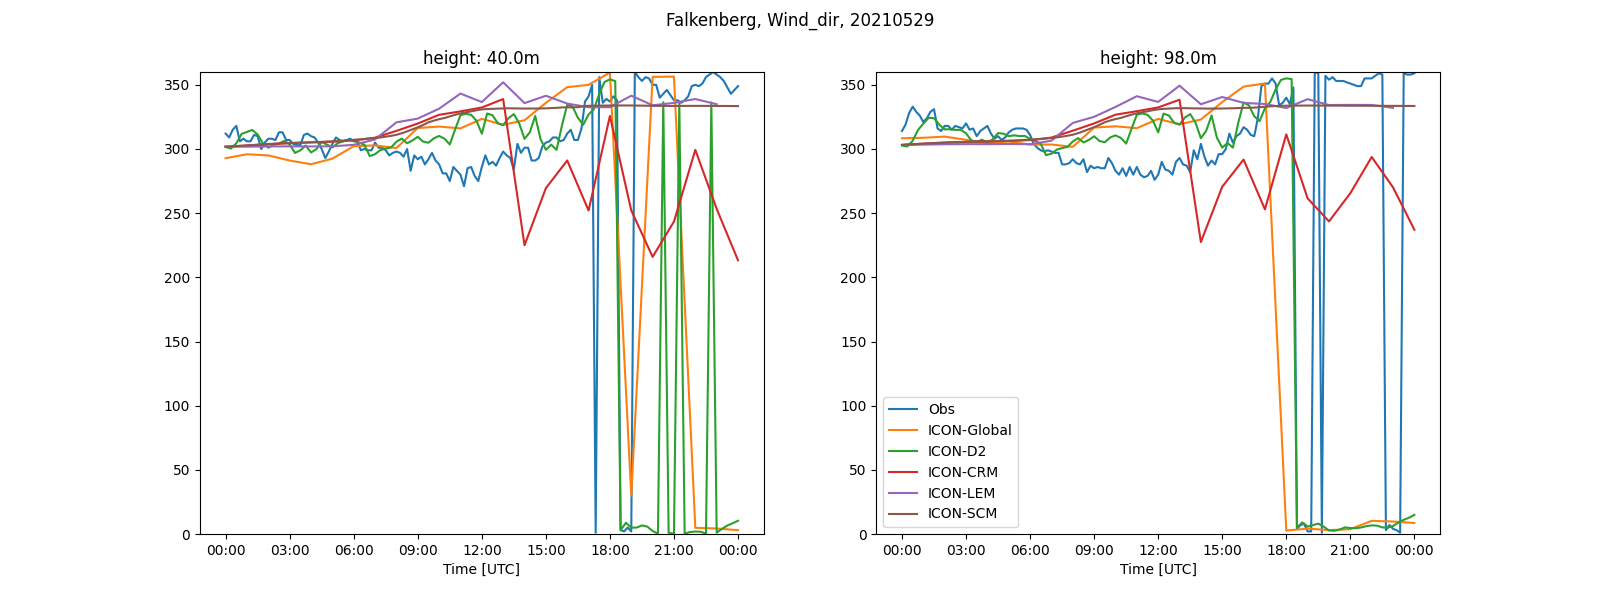 Falkenberg, Wind_dir, 20210529
height: 40.0m
350
300
250
200
150
100
50
0
00:00 03:00 06:00 09:00 12:00 15:00 18:00 21:00 00:00
Time [UTC]
height: 98.0m
350
300
250
200
150
100
50
0
Obs
ICON-Global
ICON-D2
ICON-CRM
ICON-LEM
ICON-SCM
00:00 03:00 06:00 09:00 12:00 15:00 18:00 21:00 00:00
Time [UTC]